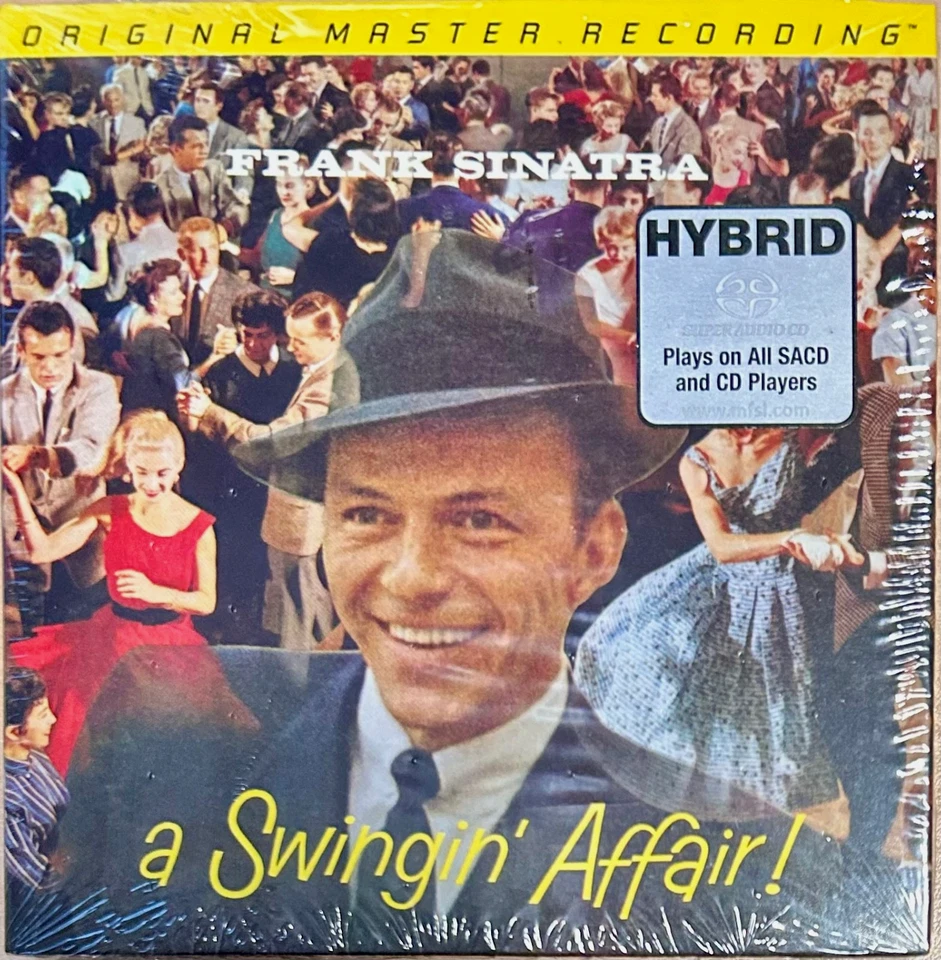 ORIGINAL MASTER RECORDING™
FRANK SINATRA
HYBRID
SUPER AUDIO CD
Plays on All SACD
and CD Players
www.mfsl.com
a Swingin' Affair!